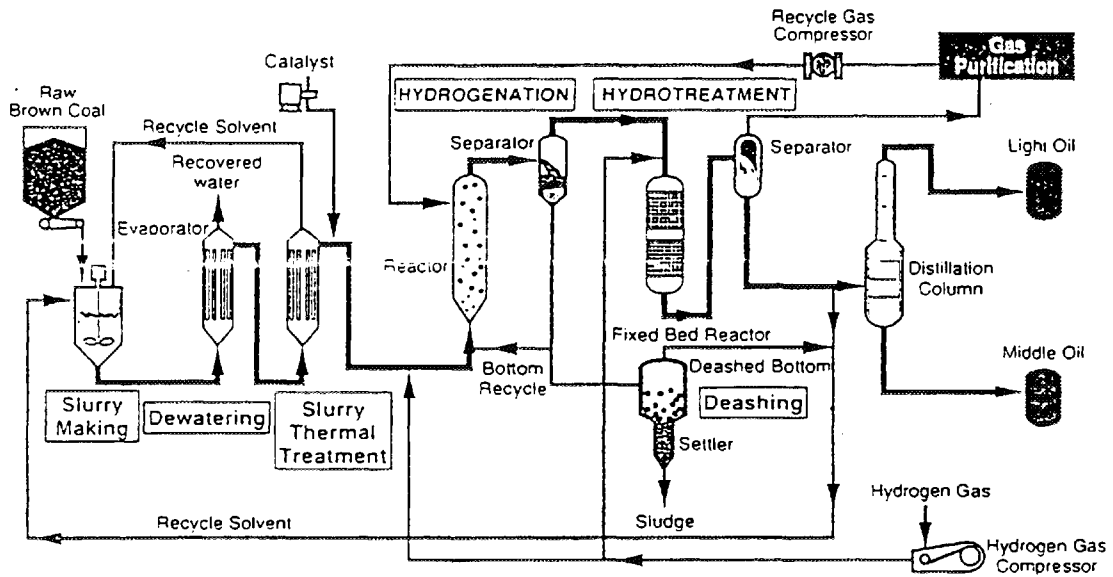 Recycle Gas
Compressor
Gas
Purification
Catalyst
HYDROGENATION
HYDROTREATMENT
Raw
Brown Coal
Recycle Solvent
Recovered
water
Separator
Separator
Light Oil
Evaporator
Reactor
Distillation
Column
Fixed Bed Reactor
Bottom
Recycle
Deashed Bottom
Middle Oil
Slurry
Making
Dewatering
Slurry
Thermal
Treatment
Deashing
Settler
Sludge
Hydrogen Gas
Recycle Solvent
Hydrogen Gas
Compressor